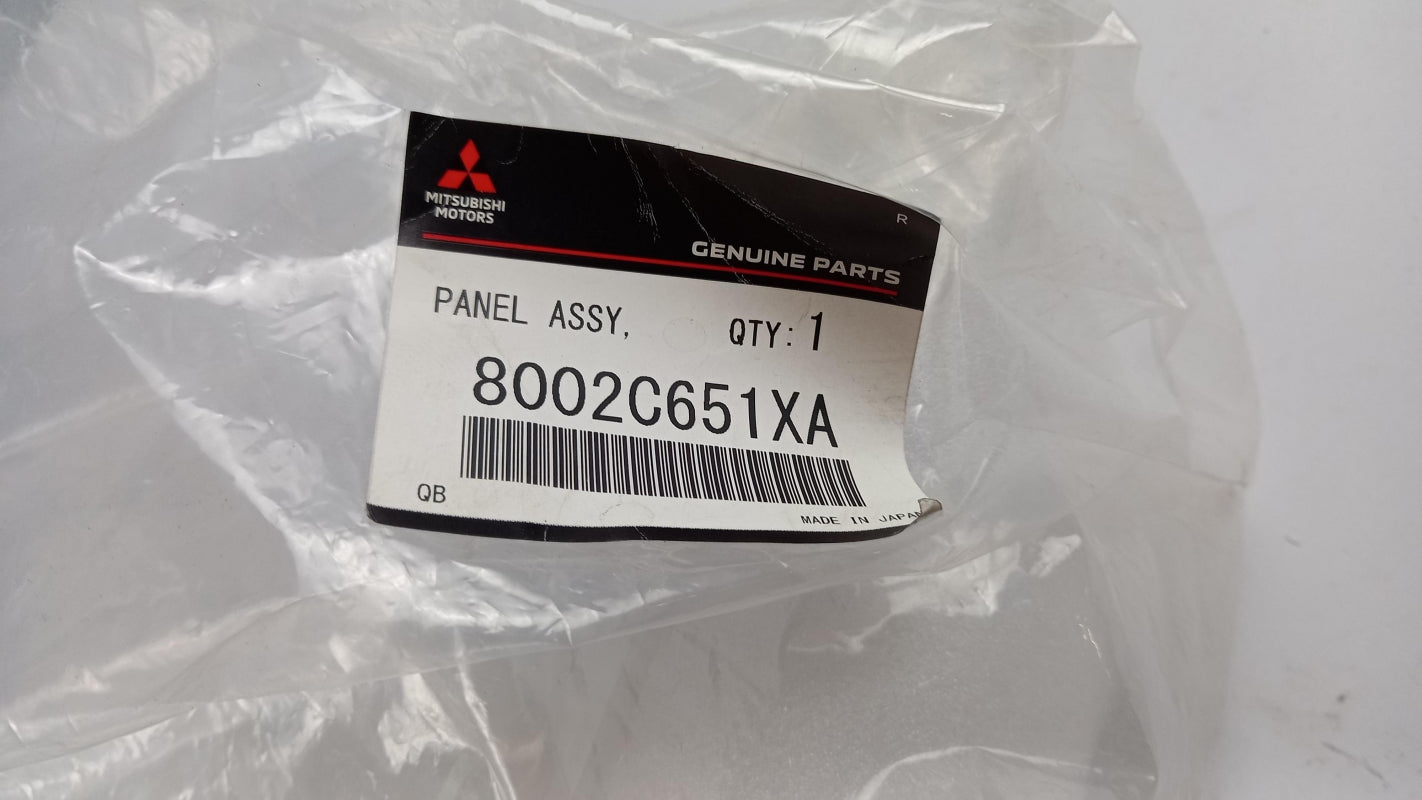 MITSUBISHI
MOTORS
R
GENUINE PARTS
PANEL ASSY, QTY: 1
8002C651XA
QB
MADE IN JAPAN